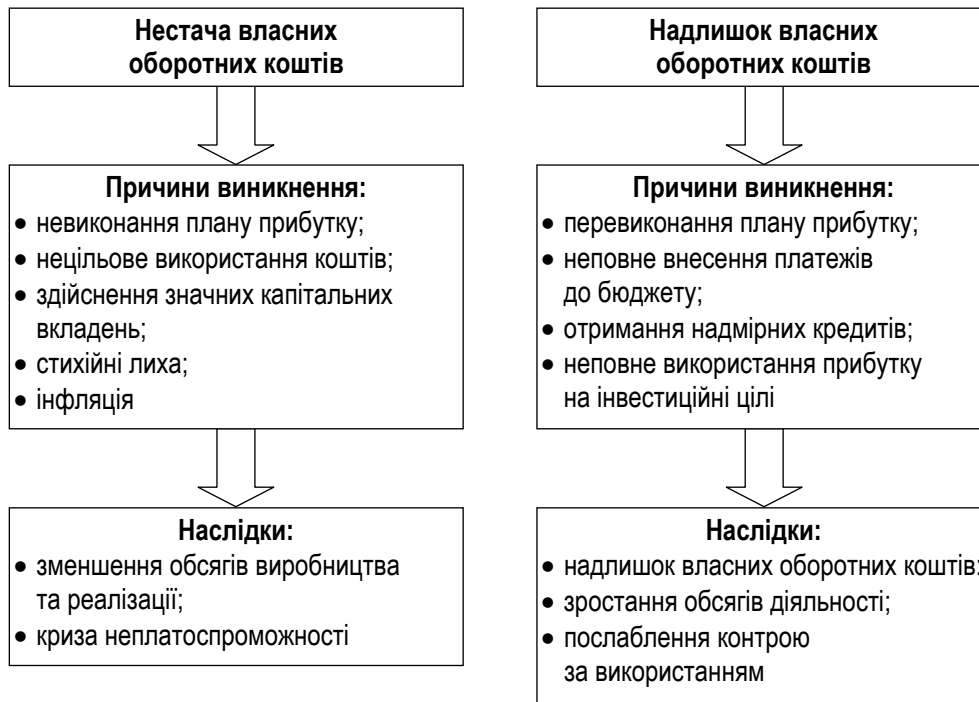 Нестача власних
оборотних коштів
Причини виникнення:
• невиконання плану прибутку;
• нецільове використання коштів;
• здійснення значних капітальних
вкладень;
• стихійні лиха;
• інфляція
Наслідки:
• зменшення обсягів виробництва
та реалізації;
• криза неплатоспроможності
Надлишок власних
оборотних коштів
Причини виникнення:
• перевиконання плану прибутку;
• неповне внесення платежів
до бюджету;
• отримання надмірних кредитів;
• неповне використання прибутку
на інвестиційні цілі
Наслідки:
• надлишок власних оборотних коштів:
• зростання обсягів діяльності;
• послаблення контрою
за використанням